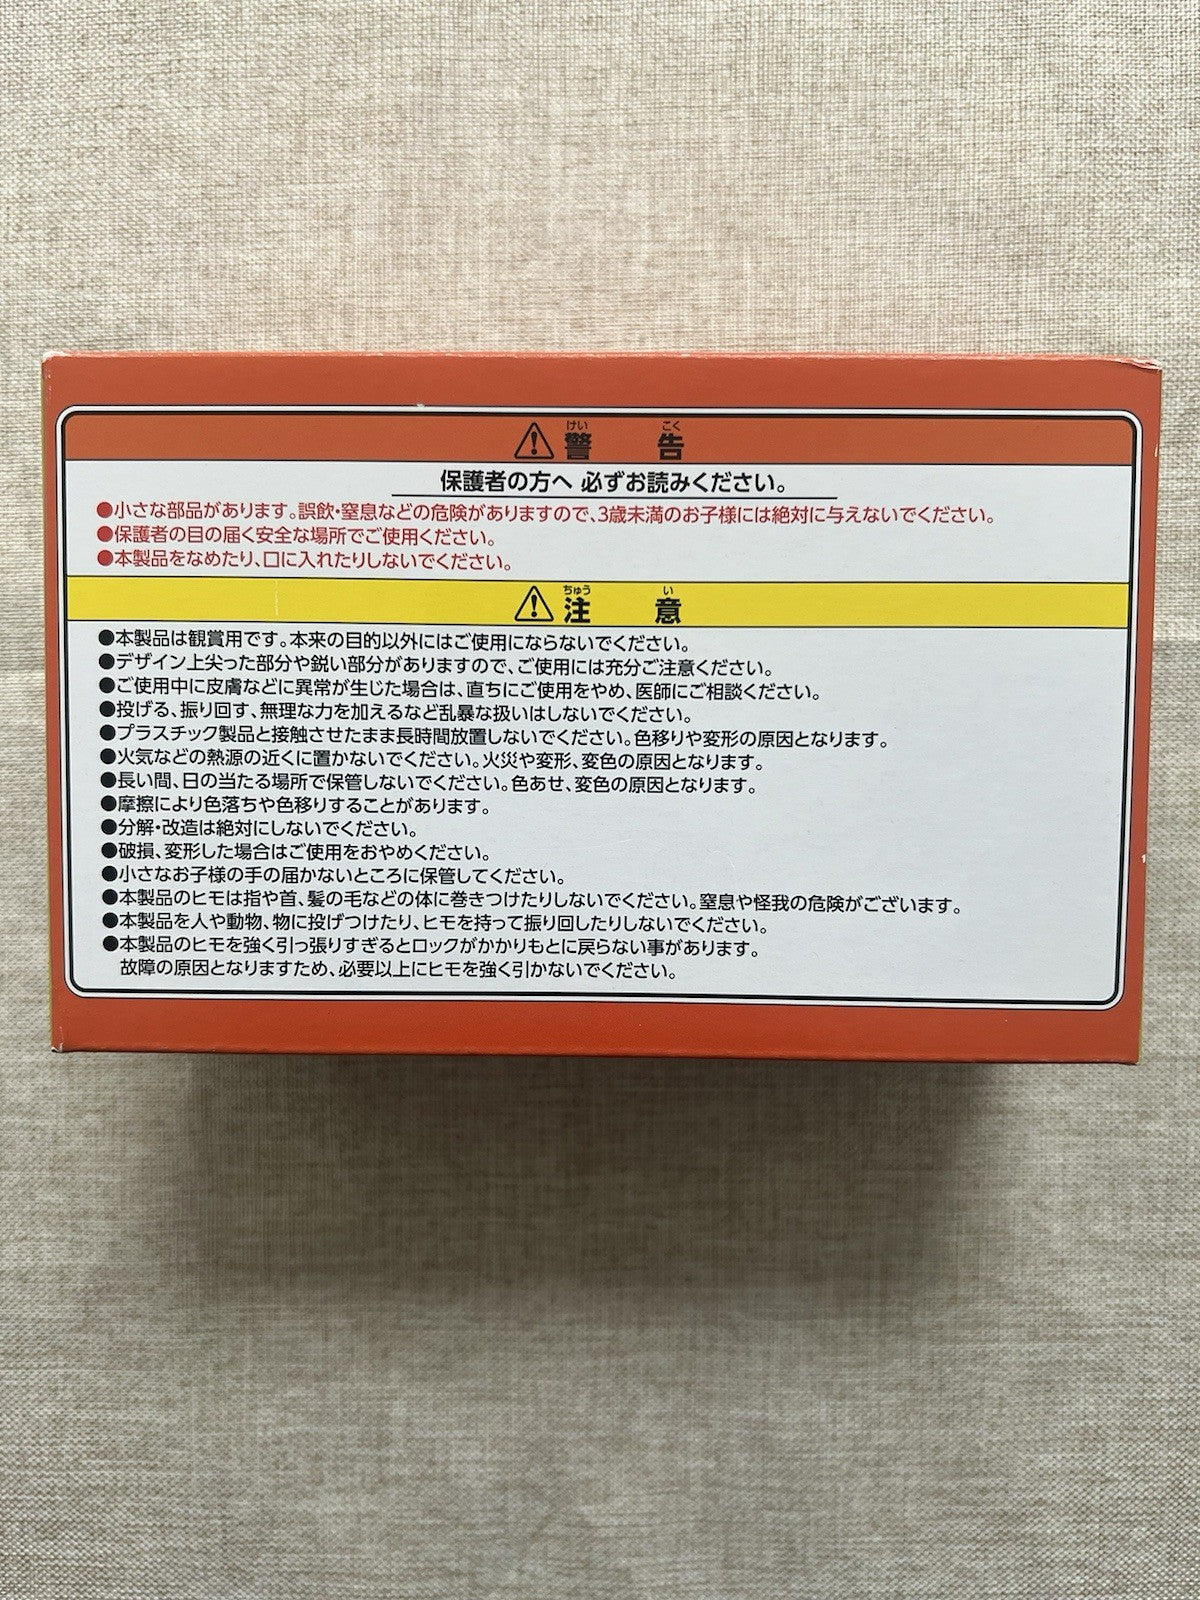 けい こく
警 告
保護者の方へ 必ずお読みください。
●小さな部品があります。誤飲・窒息などの危険がありますので、3歳未満のお子様には絶対に与えないでください。
●保護者の目の届く安全な場所でご使用ください。
●本製品をなめたり、口に入れたりしないでください。
ちゅう い
注 意
●本製品は観賞用です。本来の目的以外にはご使用にならないでください。
●デザイン上尖った部分や鋭い部分がありますので、ご使用には充分ご注意ください。
●ご使用中に皮膚などに異常が生じた場合は、直ちにご使用をやめ、医師にご相談ください。
●投げる、振り回す、無理な力を加えるなど乱暴な扱いはしないでください。
●プラスチック製品と接触させたまま長時間放置しないでください。色移りや変形の原因となります。
●火気などの熱源の近くに置かないでください。火災や変形、変色の原因となります。
●長い間、日の当たる場所で保管しないでください。色あせ、変色の原因となります。
●摩擦により色落ちや色移りすることがあります。
●分解・改造は絶対にしないでください。
●破損、変形した場合はご使用をおやめください。
●小さなお子様の手の届かないところに保管してください。
●本製品のヒモは指や首、髪の毛などの体に巻きつけたりしないでください。窒息や怪我の危険がございます。
●本製品を人や動物、物に投げつけたり、ヒモを持って振り回したりしないでください。
●本製品のヒモを強く引っ張りすぎるとロックがかかりもとに戻らない事があります。
故障の原因となりますため、必要以上にヒモを強く引かないでください。